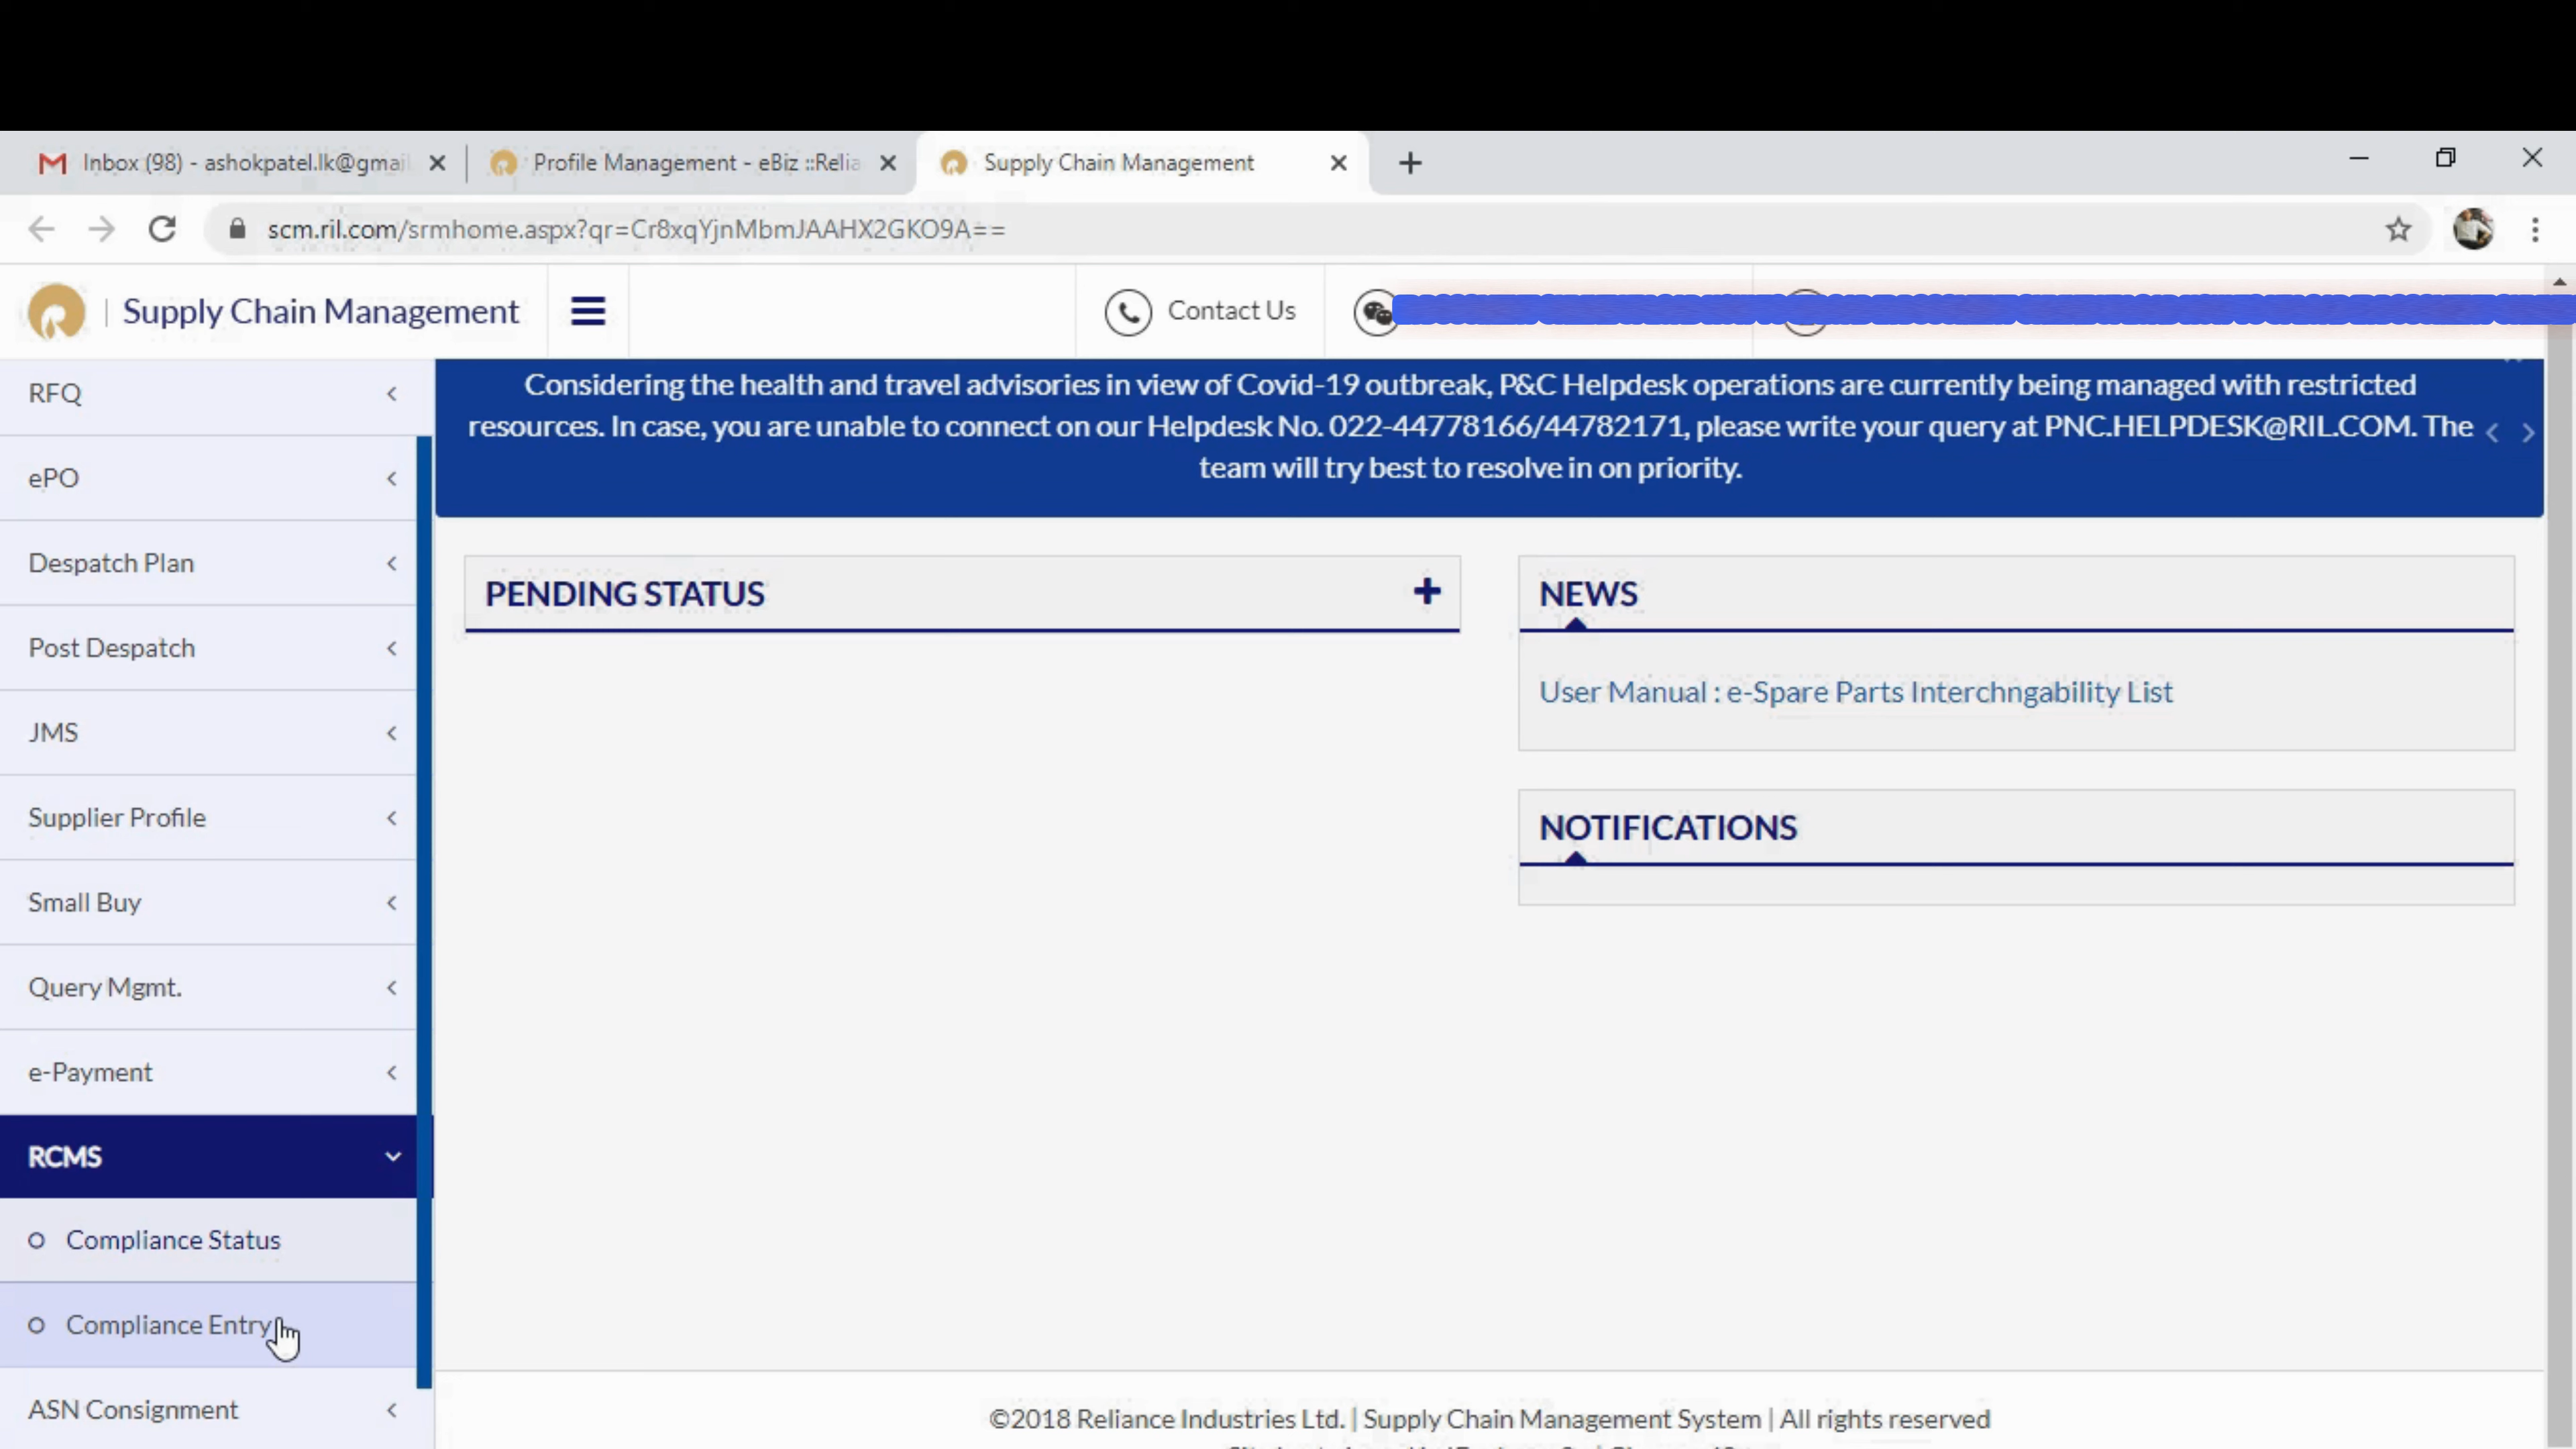 Inbox (98) - ashokpatel.lk@gmail
Profile Management - eBiz ::Relia
Supply Chain Management
scm.ril.com/srmhome.aspx?qr=Cr8xqYjnMbmJAAHX2GKO9A==
Supply Chain Management
Contact Us
Considering the health and travel advisories in view of Covid-19 outbreak, P&C Helpdesk operations are currently being managed with restricted
resources. In case, you are unable to connect on our Helpdesk No. 022-44778166/44782171, please write your query at PNC.HELPDESK@RIL.COM. The
team will try best to resolve in on priority.
RFQ
ePO
Despatch Plan
Post Despatch
JMS
Supplier Profile
Small Buy
Query Mgmt.
e-Payment
RCMS
Compliance Status
Compliance Entry
ASN Consignment
PENDING STATUS
NEWS
User Manual : e-Spare Parts Interchngability List
NOTIFICATIONS
©2018 Reliance Industries Ltd. | Supply Chain Management System | All rights reserved